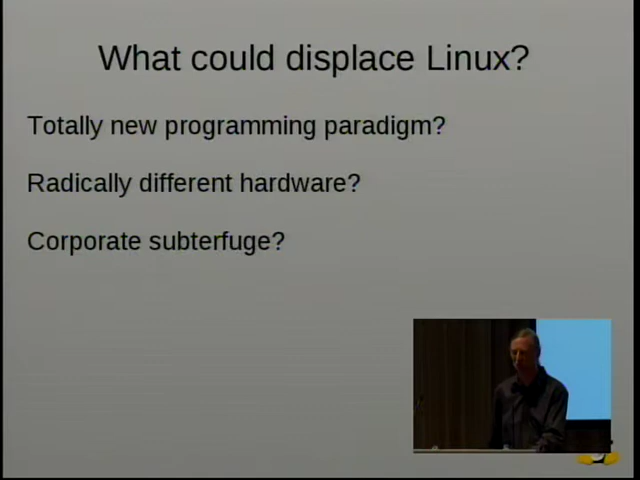 What could displace Linux?
Totally new programming paradigm?
Radically different hardware?
Corporate subterfuge?